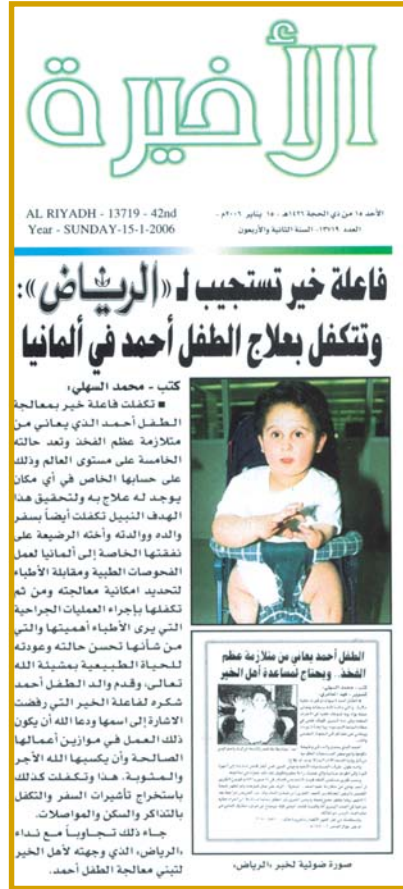 الأخيرة
AL RIYADH - 13719 - 42nd
Year - SUNDAY-15-1-2006
الأحد ١٥ من ذي الحجة ١٤٢٦هـ - ١٥ يناير ٢٠٠٦م -
العدد ١٣٧١٩ - السنة الثانية والأربعون
فاعلة خير تستجيب لـ «الرياض»:
وتتكفل بعلاج الطفل أحمد في ألمانيا
كتب - محمد السهلي:
■ تكفلت فاعلة خير بمعالجة
الطفل أحمد الذي يعاني من
متلازمة عظم الفخذ وتعد حالته
الخامسة على مستوى العالم وذلك
على حسابها الخاص في أي مكان
يوجد له علاج به ولتحقيق هذا
الهدف النبيل تكفلت أيضاً بسفر
والده ووالدته وأخته الرضيعة على
نفقتها الخاصة إلى ألمانيا لعمل
الفحوصات الطبية ومقابلة الأطباء
لتحديد امكانية معالجته ومن ثم
تكفلها بإجراء العمليات الجراحية
التي يرى الأطباء أهميتها والتي
من شأنها تحسن حالته وعودته
للحياة الطبيعية بمشيئة الله
تعالى، وقدم والد الطفل أحمد
شكره لفاعلة الخير التي رفضت
الاشارة إلى اسمها ودعا الله أن يكون
ذلك العمل في موازين أعمالها
الصالحة وأن يكسبها الله الأجر
والمثوبة، هذا وتكفلت كذلك
باستخراج تأشيرات السفر والتكفل
بالتذاكر والسكن والمواصلات.
جاء ذلك تجاوباً مع نداء
«الرياض» الذي وجهته لأهل الخير
لتبني معالجة الطفل أحمد.
الطفل أحمد يعاني من متلازمة عظم
الفخذ.. ويحتاج لمساعدة أهل الخير
كتب - محمد السهلي:
صورة ضوئية لخبر «الرياض»